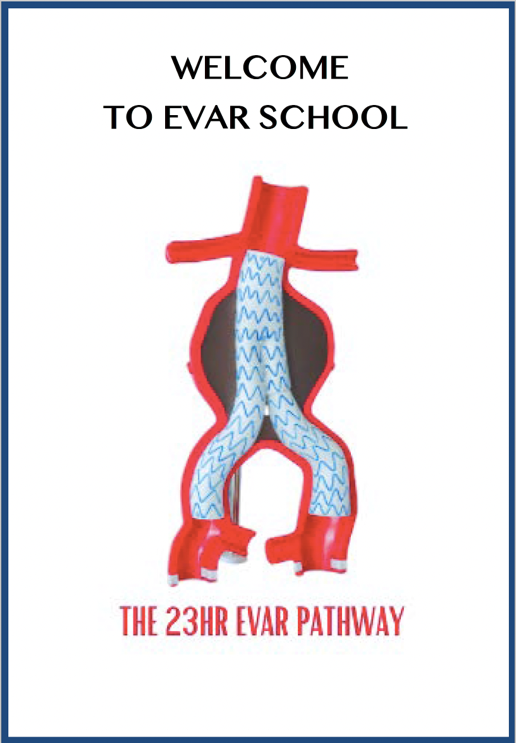 WELCOME
TO EVAR SCHOOL
THE 23HR EVAR PATHWAY